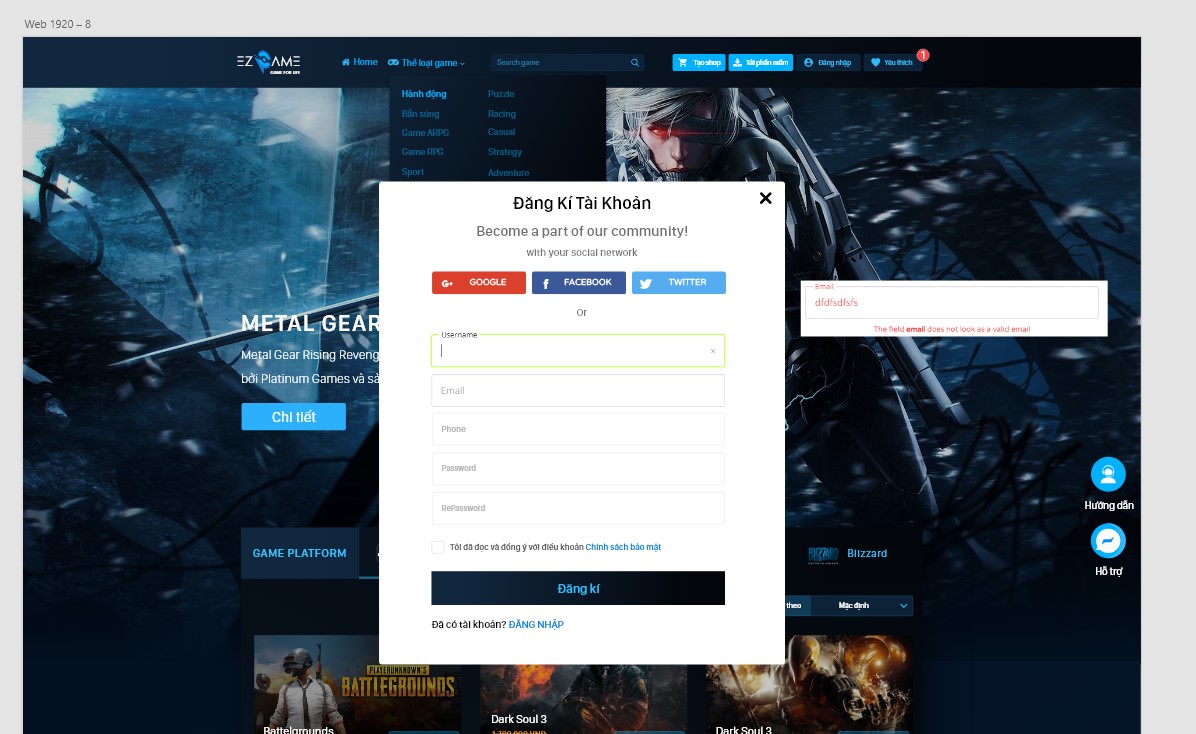 Web 1920 – 8
EZ GAME
GAME FOR LIFE
Home
Thể loại game
Search game
Tạo shop
Tải phần mềm
Đăng nhập
Yêu thích
1
Hành động
Puzzle
Bắn súng
Racing
Game ARPG
Casual
Game RPG
Strategy
Sport
Adventure
Đăng Kí Tài Khoản
Become a part of our community!
with your social network
G+ GOOGLE
f FACEBOOK
TWITTER
Or
Username
×
Email
Phone
Password
RePassword
Tôi đã đọc và đồng ý với điều khoản Chính sách bảo mật
Đăng kí
Đã có tài khoản? ĐĂNG NHẬP
Email
dfdfsdfsfs
The field email does not look as a valid email
METAL GEAR
Metal Gear Rising Reveng
bởi Platinum Games và sả
Chi tiết
Hướng dẫn
Hỗ trợ
GAME PLATFORM
BLIZZARD
ENTERTAINMENT
Blizzard
theo
Mặc định
PLAYERUNKNOWN'S
BATTLEGROUNDS
Battelgrounds
Dark Soul 3
1.790.000 VNĐ
Dark Soul 3